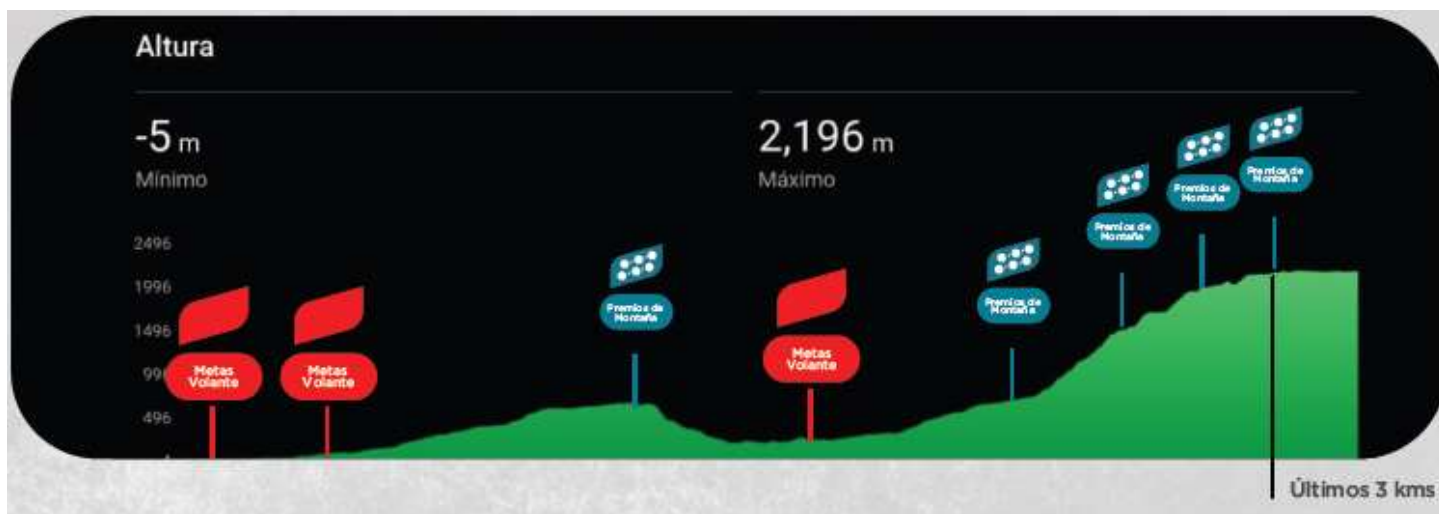 Altura
-5 m
Mínimo
2,196 m
Máximo
2496
1996
1496
99
496
Metas
Volante
Metas
Volante
Premios de
Montaña
Metas
Volante
Premios de
Montaña
Premios de
Montaña
Premios de
Montaña
Premios de
Montaña
Últimos 3 kms